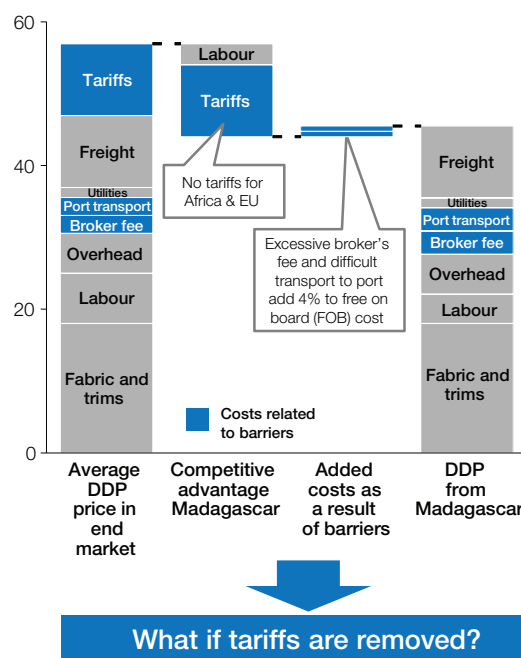 60
40
20
0
Tariffs
Freight
Utilities
Port transport
Broker fee
Overhead
Labour
Fabric and
trims
Labour
Tariffs
No tariffs for
Africa & EU
Excessive broker's
fee and difficult
transport to port
add 4% to free on
board (FOB) cost
Freight
Utilities
Port transport
Broker fee
Overhead
Labour
Fabric and
trims
Costs related
to barriers
Average
DDP
price in
end
market
Competitive
advantage
Madagascar
Added
costs as
a result
of barriers
DDP
from
Madagascar
What if tariffs are removed?